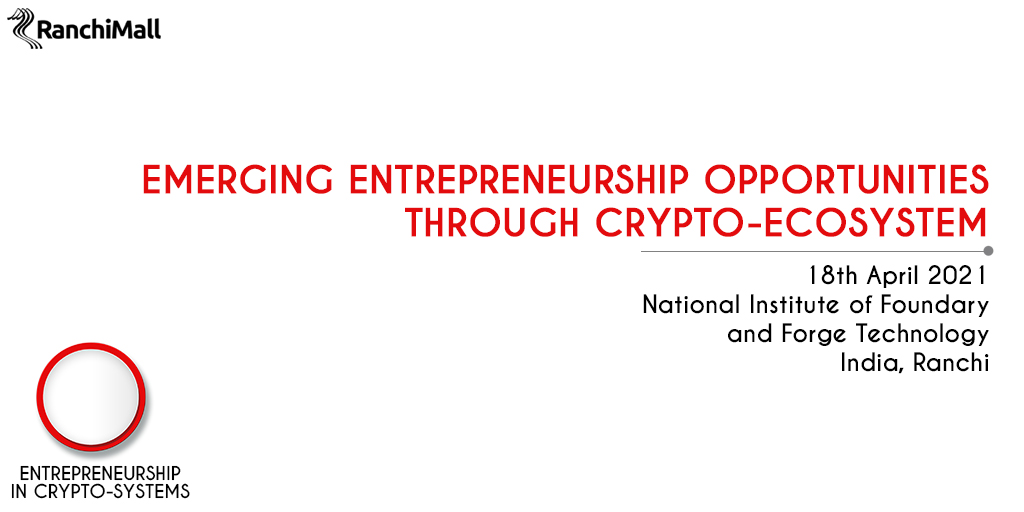 RanchiMall
EMERGING ENTREPRENEURSHIP OPPORTUNITIES
THROUGH CRYPTO-ECOSYSTEM
18th April 2021
National Institute of Foundary
and Forge Technology
India, Ranchi
ENTREPRENEURSHIP
IN CRYPTO-SYSTEMS